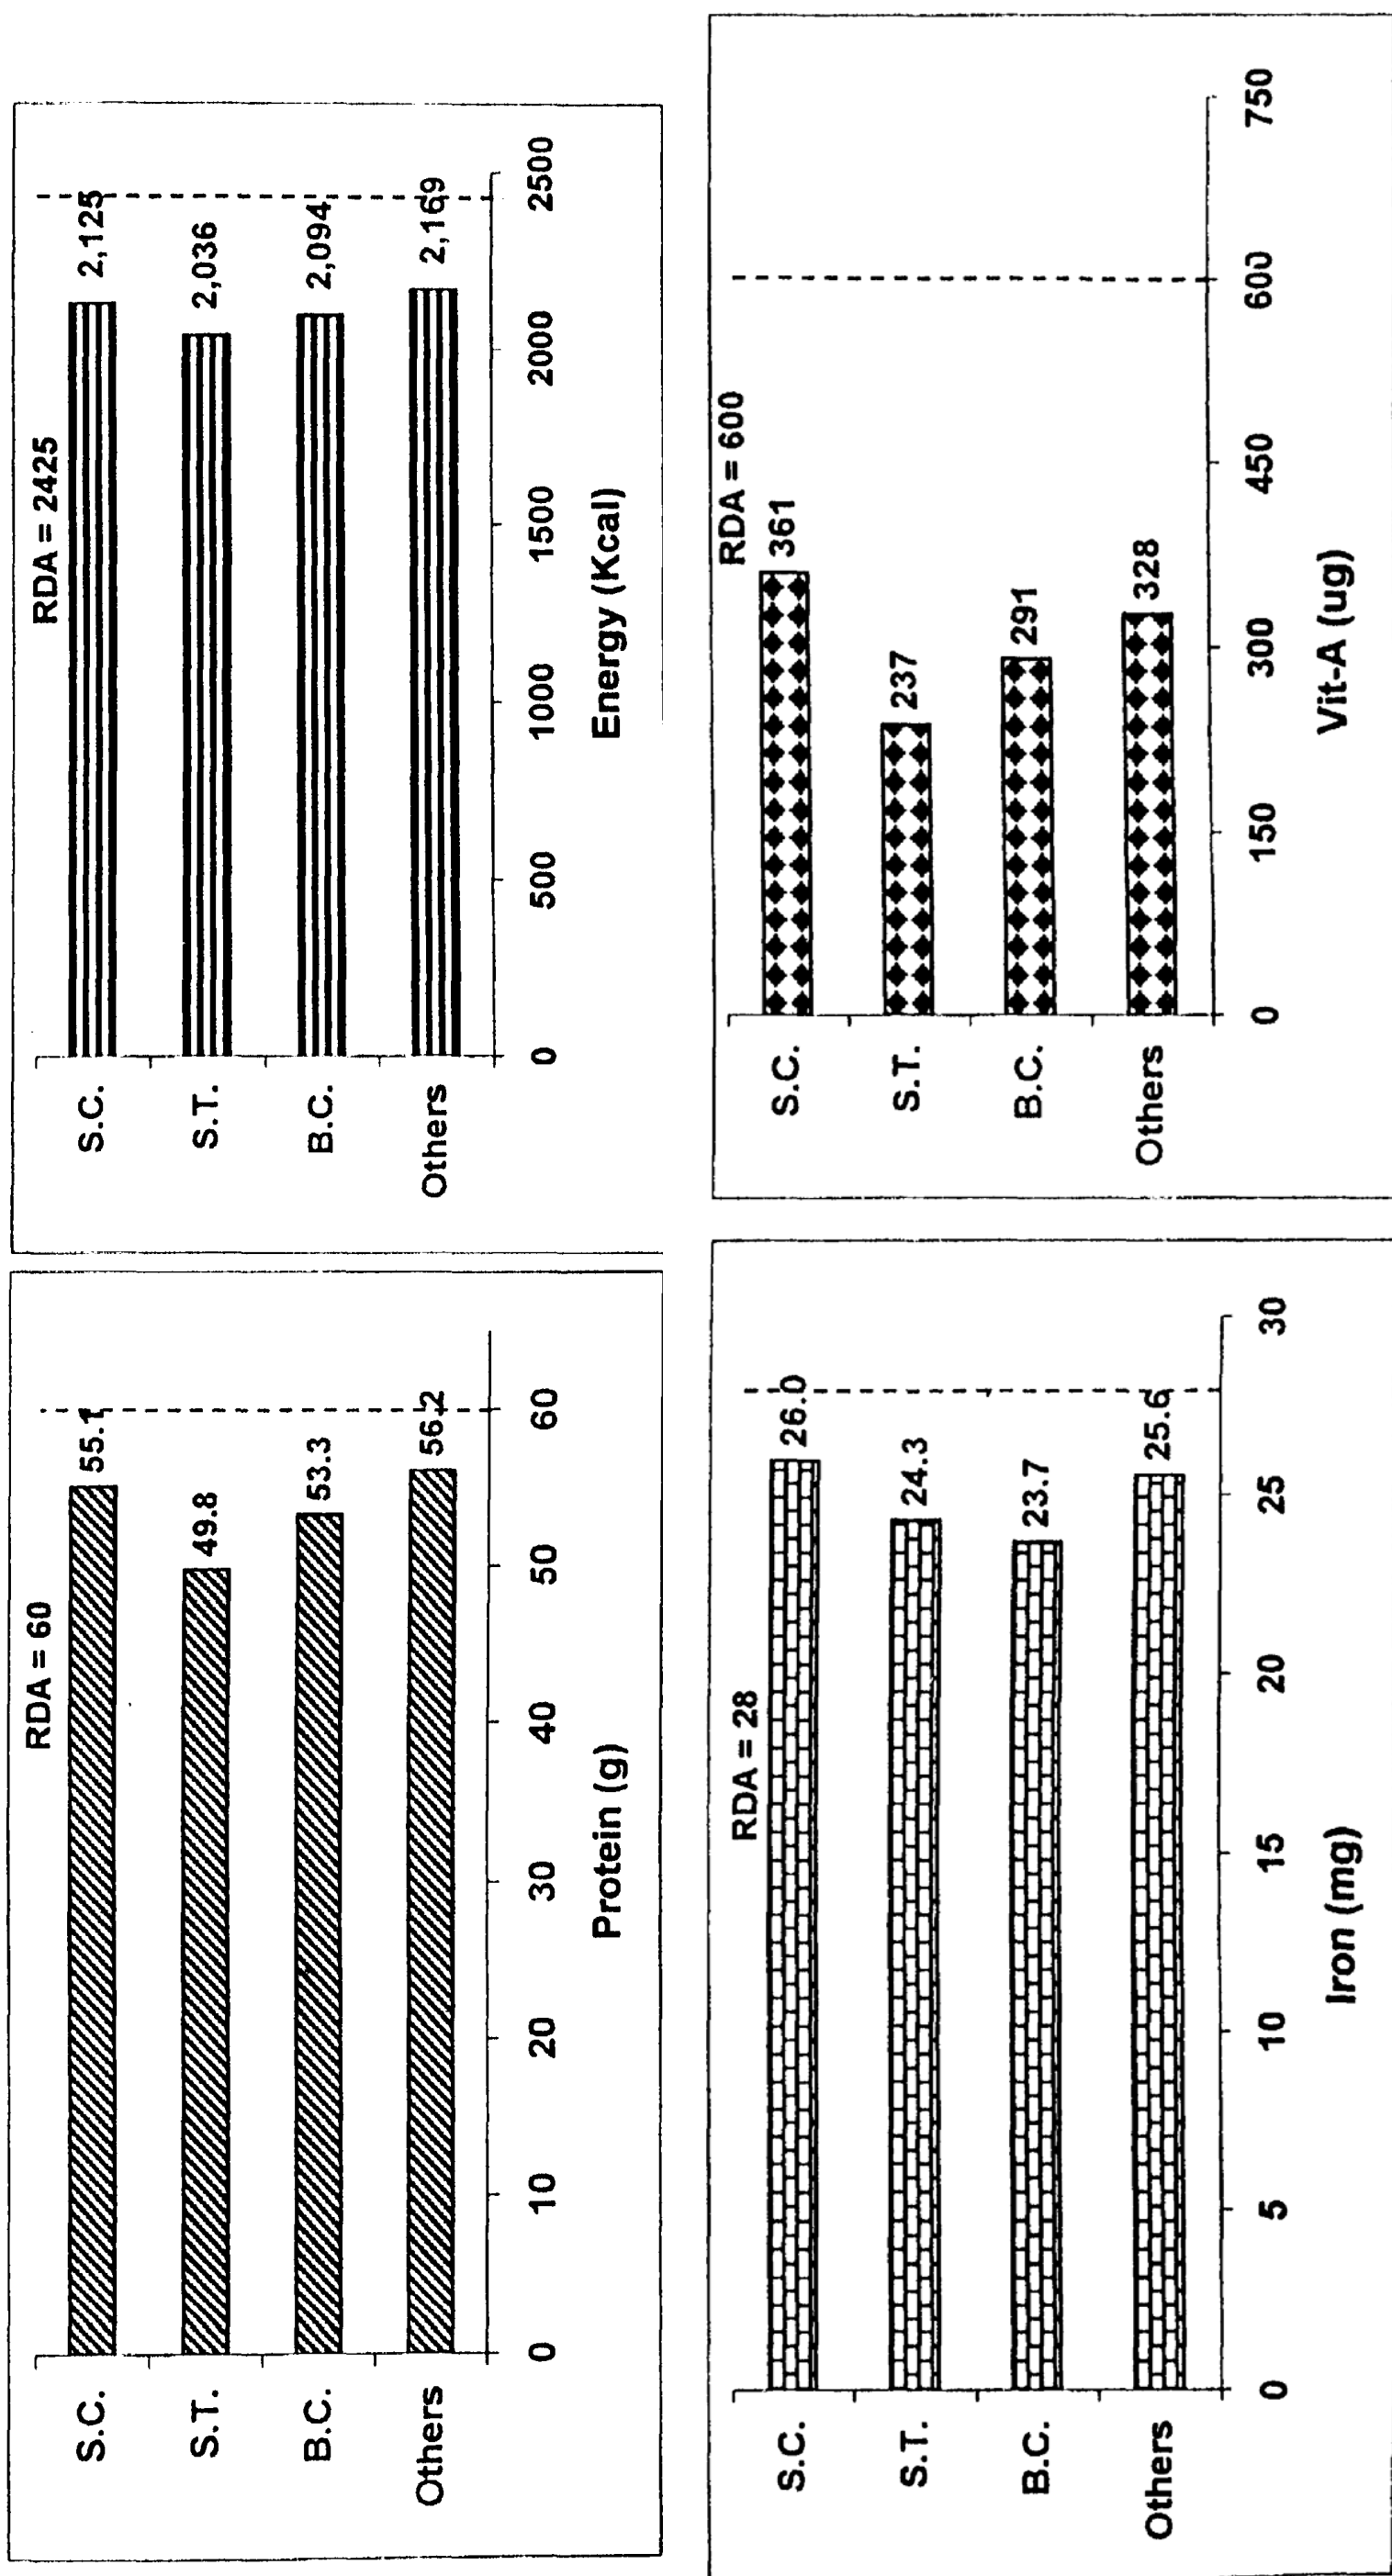 RDA = 60
S.C. 55.1
S.T. 49.8
B.C. 53.3
Others 56.2
0 10 20 30 40 50 60
Protein (g)
RDA = 2425
S.C. 2,125
S.T. 2,036
B.C. 2,094
Others 2,169
0 500 1000 1500 2000 2500
Energy (Kcal)
RDA = 28
S.C. 26.0
S.T. 24.3
B.C. 23.7
Others 25.6
0 5 10 15 20 25 30
Iron (mg)
RDA = 600
S.C. 361
S.T. 237
B.C. 291
Others 328
0 150 300 450 600 750
Vit-A (ug)